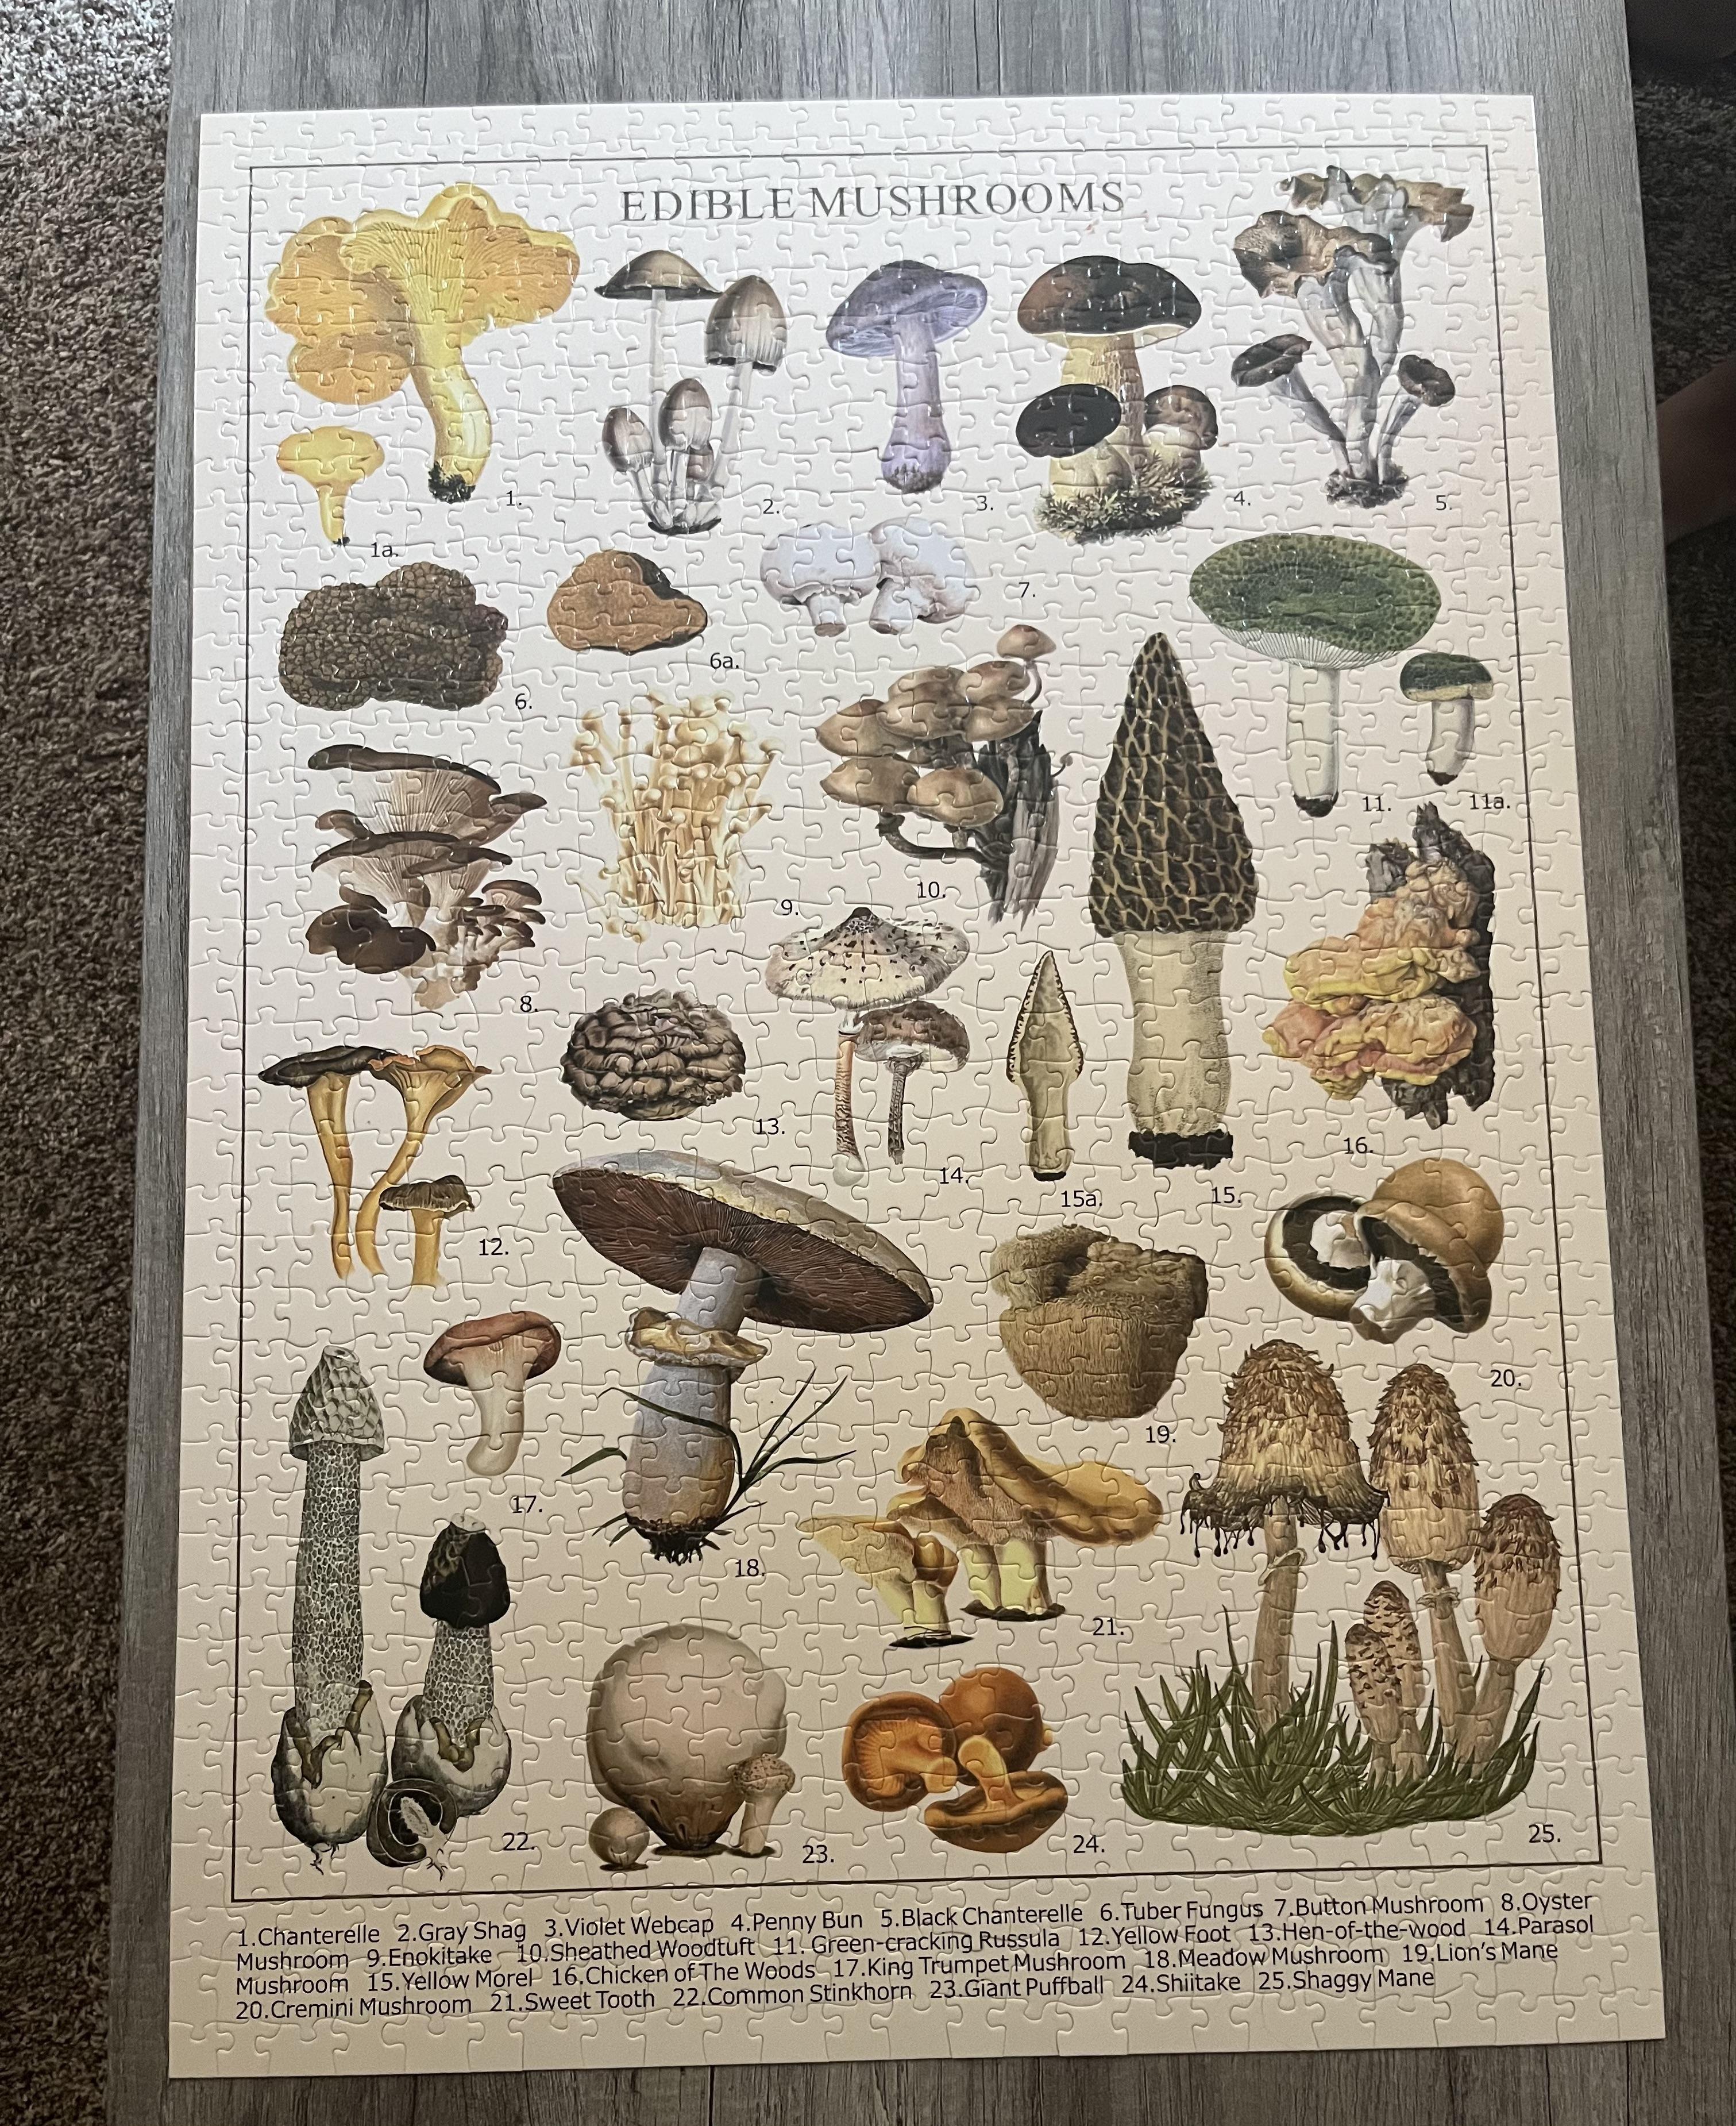 EDIBLE MUSHROOMS
1.
2.
3.
4.
5.
1a.
6.
6a.
7.
8.
9.
10.
11.
11a.
12.
13.
14.
15a.
15.
16.
17.
18.
19.
20.
21.
22.
23.
24.
25.
1.Chanterelle 2.Gray Shag 3.Violet Webcap 4.Penny Bun 5.Black Chanterelle 6.Tuber Fungus 7.Button Mushroom 8.Oyster
Mushroom 9.Enokitake 10.Sheathed Woodtuft 11. Green-cracking Russula 12.Yellow Foot 13.Hen-of-the-wood 14.Parasol
Mushroom 15.Yellow Morel 16.Chicken of The Woods 17.King Trumpet Mushroom 18.Meadow Mushroom 19.Lion's Mane
20.Cremini Mushroom 21.Sweet Tooth 22.Common Stinkhorn 23.Giant Puffball 24.Shiitake 25.Shaggy Mane